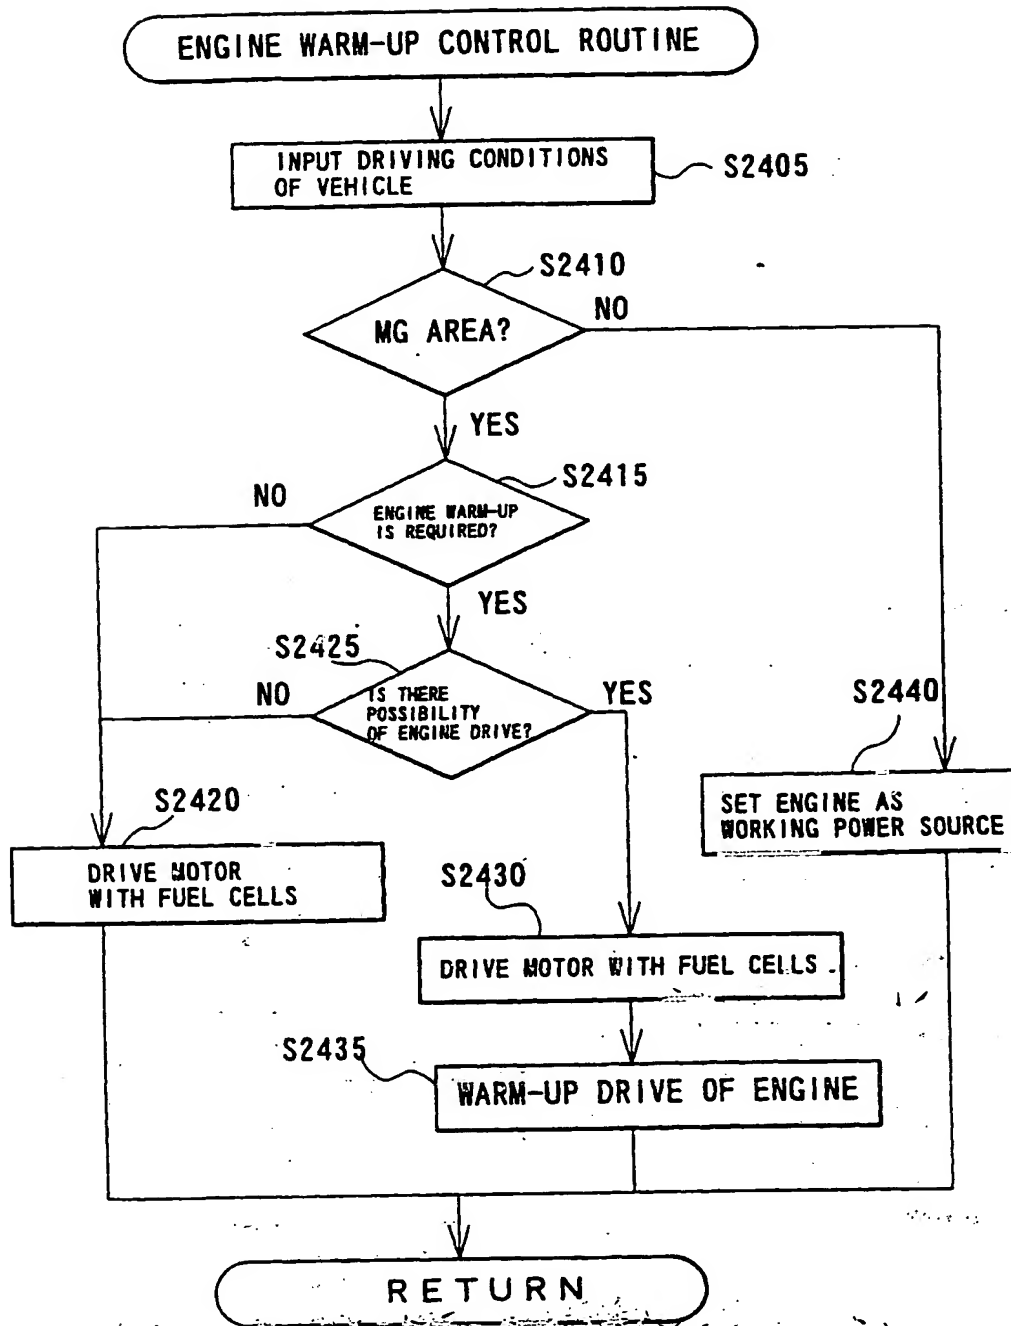 ENGINE WARM-UP CONTROL ROUTINE
INPUT DRIVING CONDITIONS
OF VEHICLE
S2405
S2410
MG AREA?
NO
YES
S2415
NO
ENGINE WARM-UP
IS REQUIRED?
YES
S2425
NO
IS THERE
POSSIBILITY
OF ENGINE DRIVE?
YES
S2440
SET ENGINE AS
WORKING POWER SOURCE
S2420
DRIVE MOTOR
WITH FUEL CELLS
S2430
DRIVE MOTOR WITH FUEL CELLS
S2435
WARM-UP DRIVE OF ENGINE
RETURN